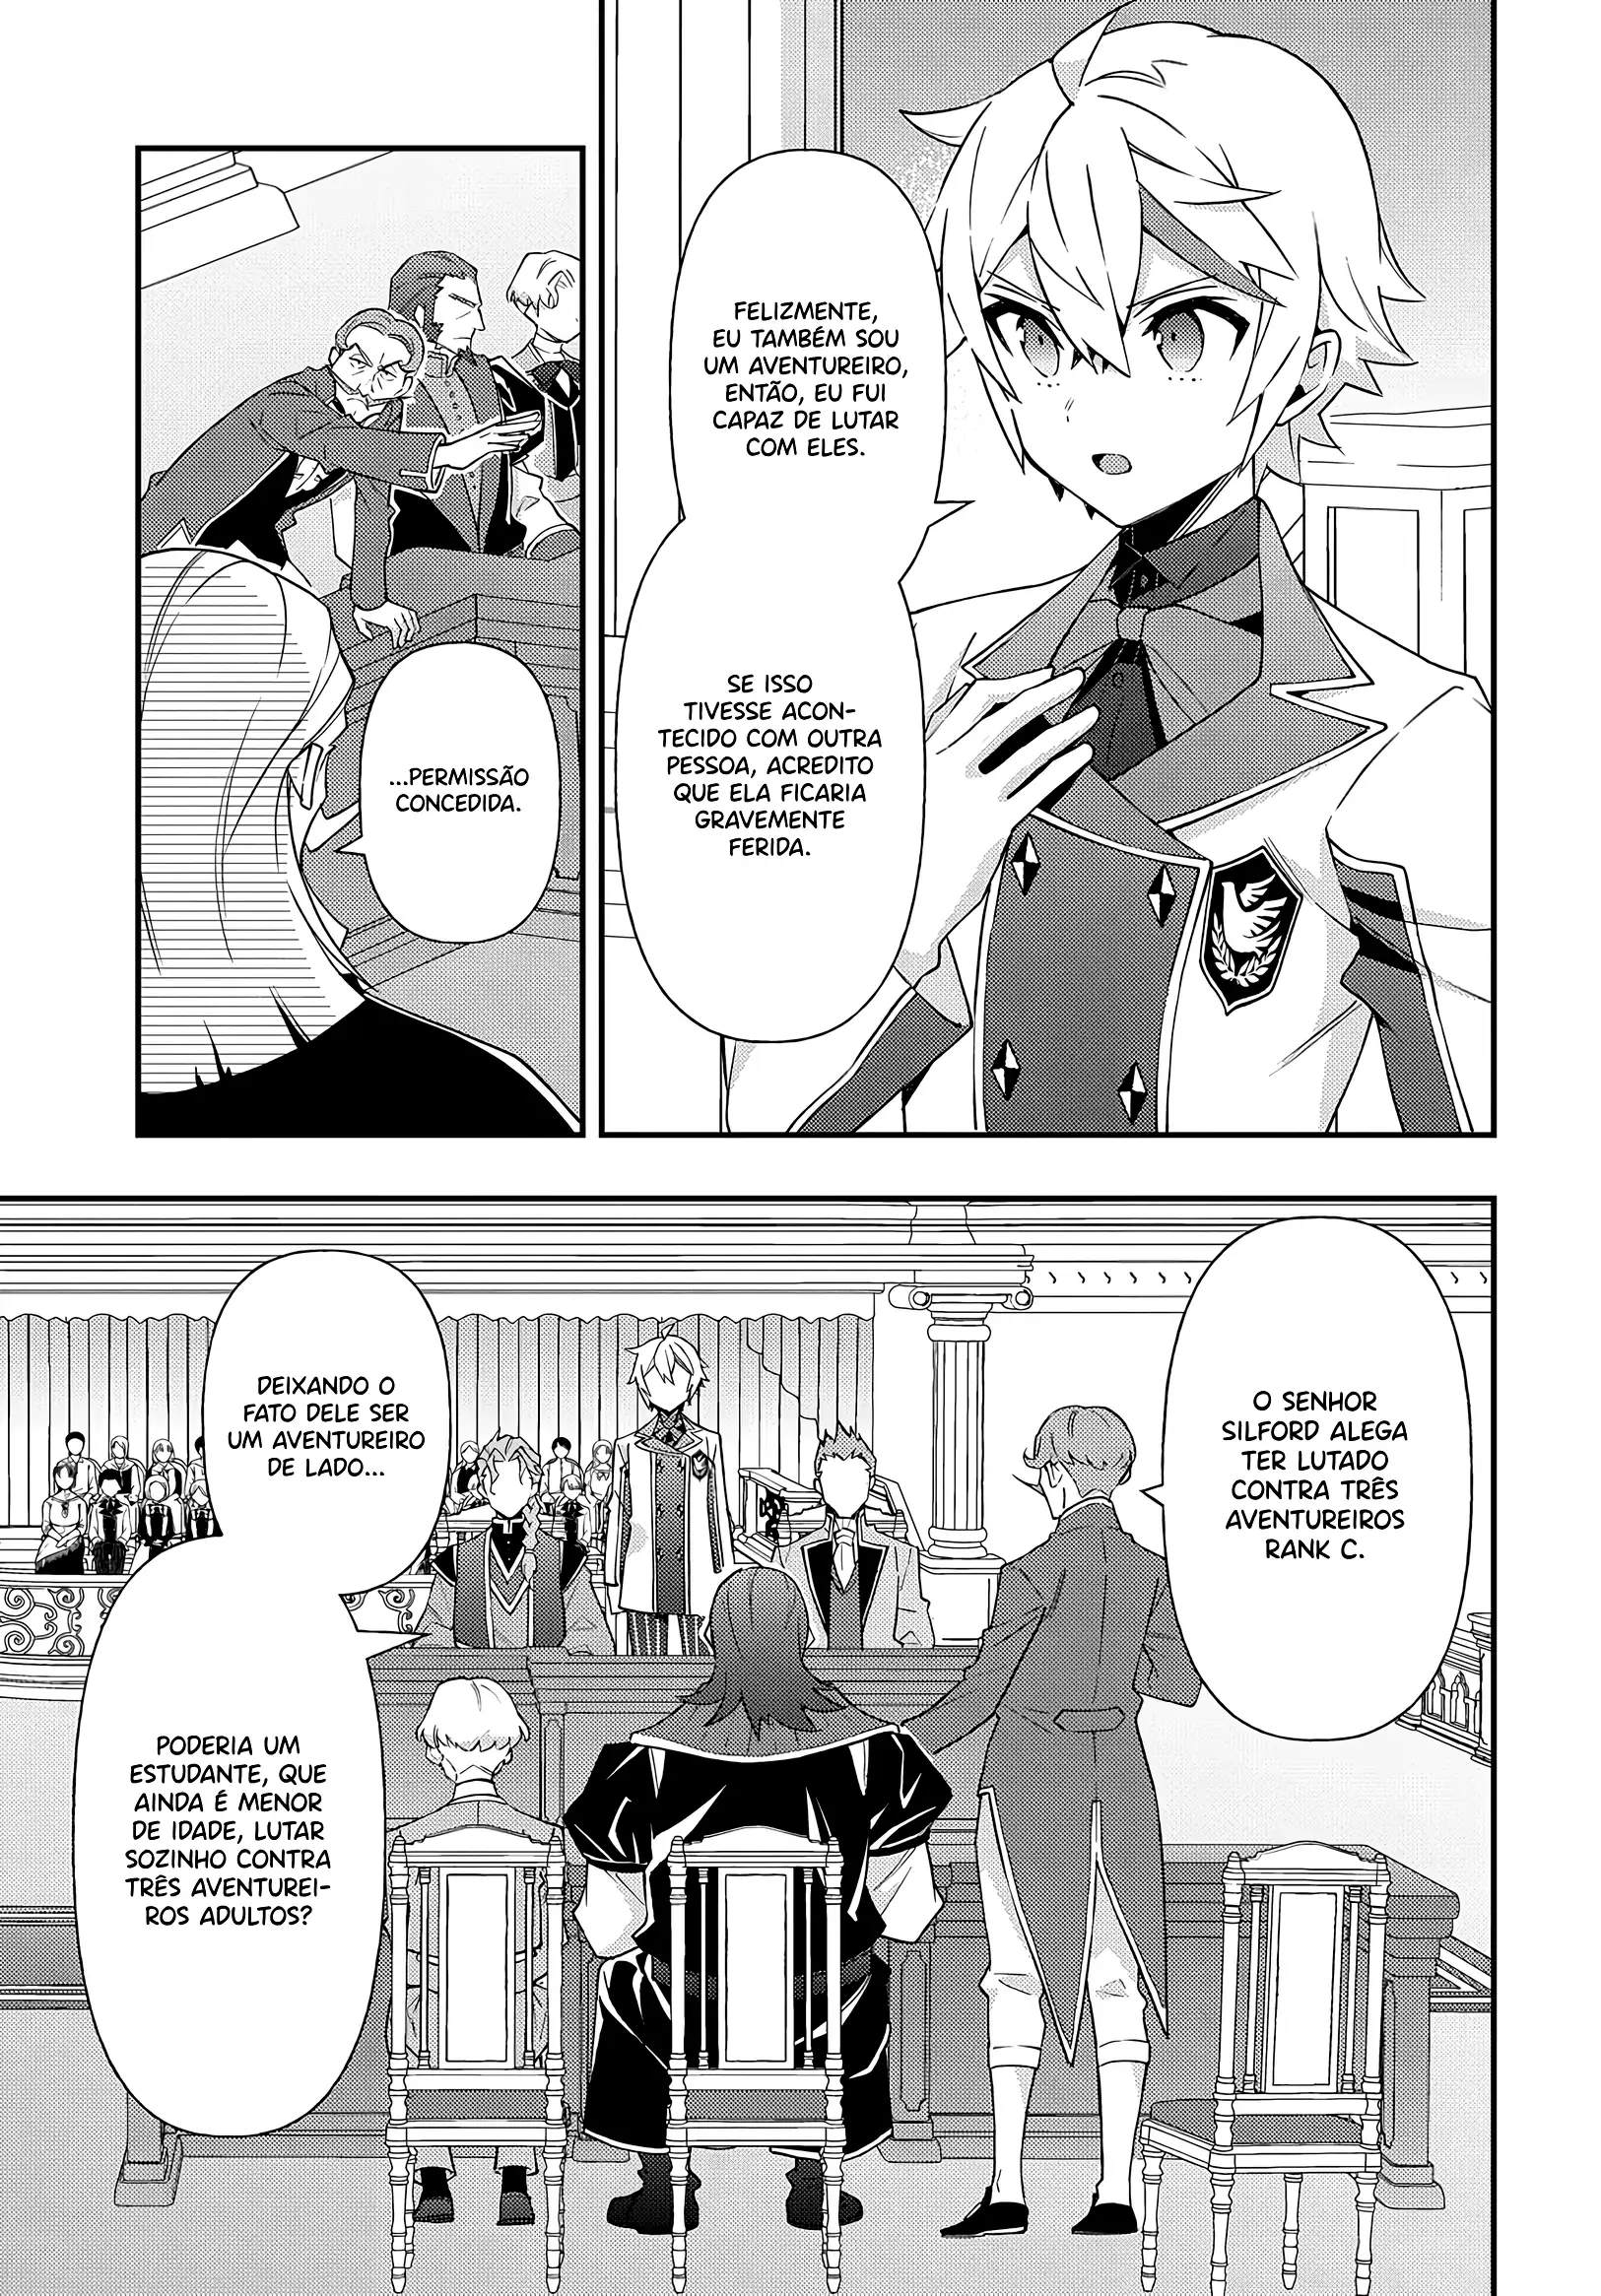 FELIZMENTE,
EU TAMBÉM SOU
UM AVENTUREIRO,
ENTÃO, EU FUI
CAPAZ DE LUTAR
COM ELES.
SE ISSO
TIVESSE ACON-
TECIDO COM OUTRA
PESSOA, ACREDITO
QUE ELA FICARIA
GRAVEMENTE
FERIDA.
...PERMISSÃO
CONCEDIDA.
O SENHOR
SILFORD ALEGA
TER LUTADO
CONTRA TRÊS
AVENTUREIROS
RANK C.
DEIXANDO O
FATO DELE SER
UM AVENTUREIRO
DE LADO...
PODERIA UM
ESTUDANTE, QUE
AINDA É MENOR
DE IDADE, LUTAR
SOZINHO CONTRA
TRÊS AVENTUREI-
ROS ADULTOS?